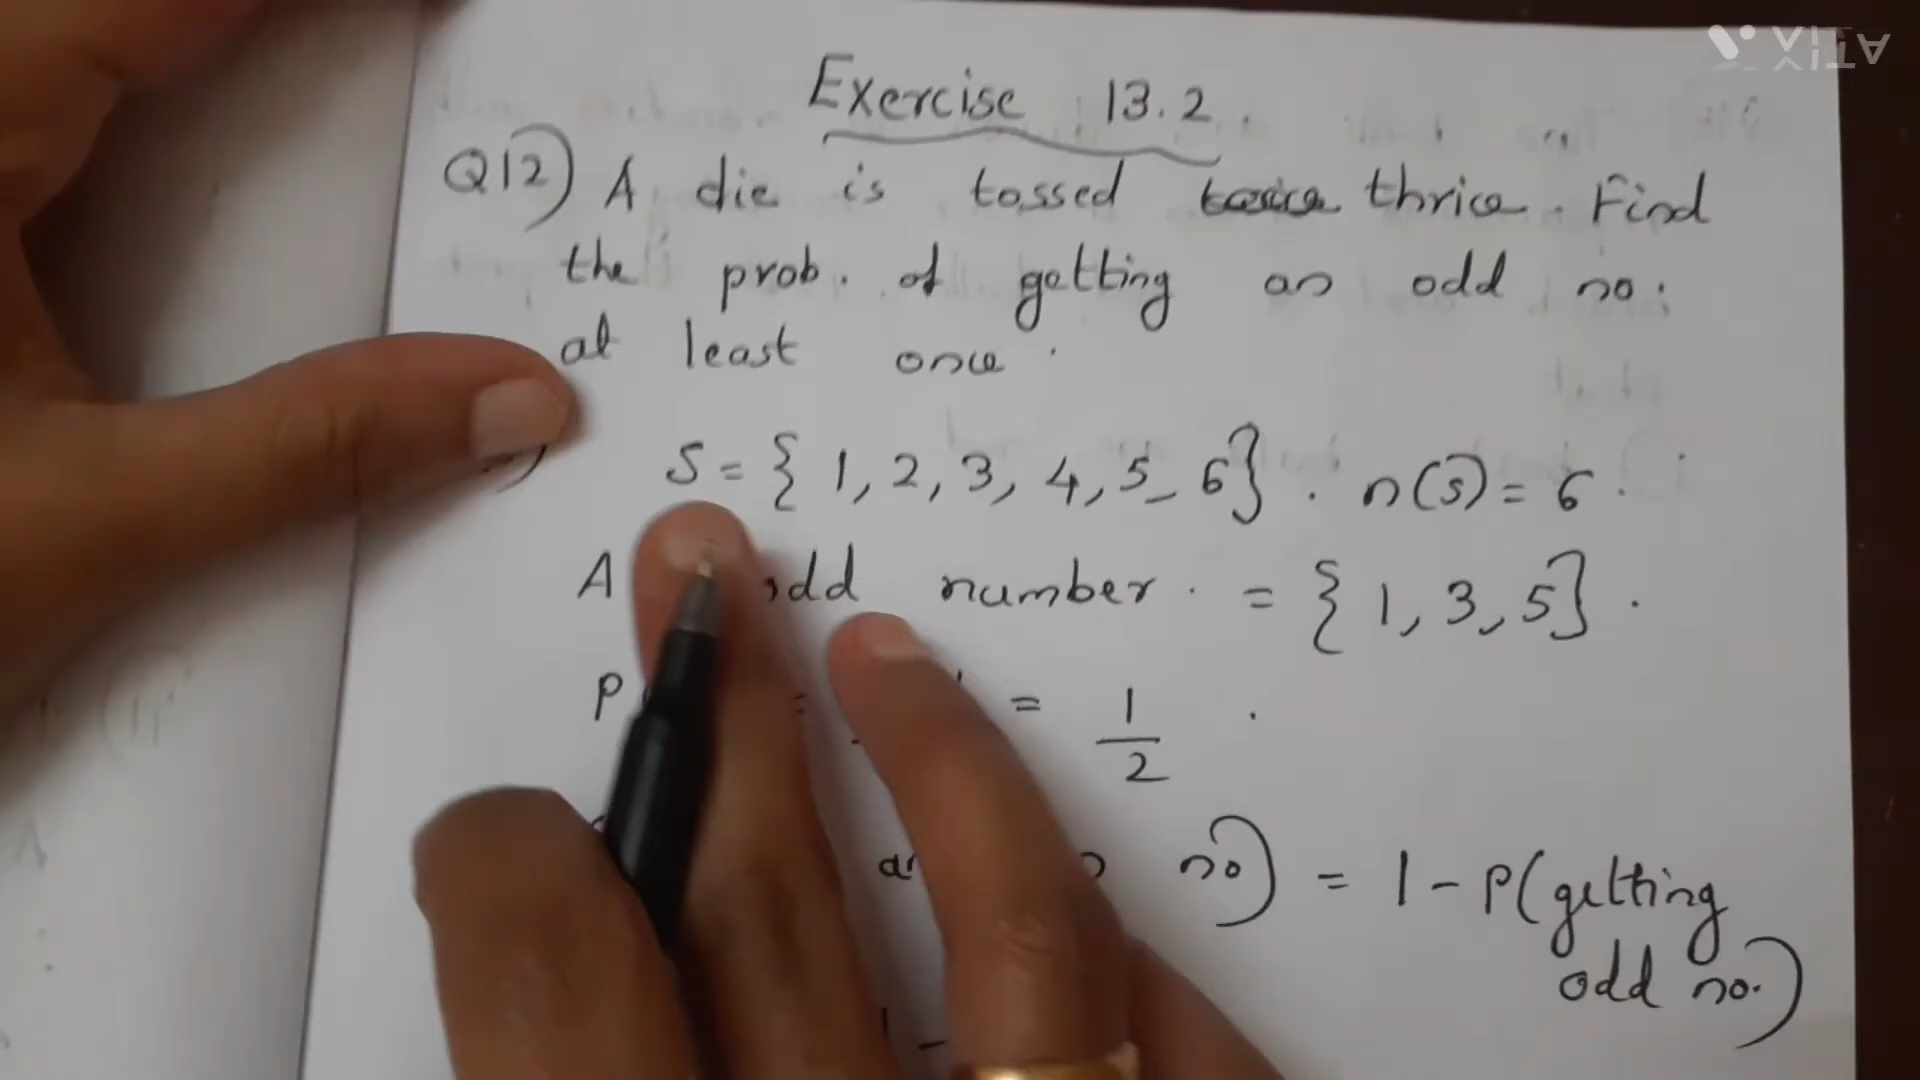 VITA
Exercise 13.2.
Q12) A die is tossed thrice. Find
the prob. of getting an odd no.
at least once.
S = { 1, 2, 3, 4, 5, 6} . n(S) = 6.
A odd number. = { 1, 3, 5} .
P = = 1/2 .
no) = 1 - P(getting
odd no.)
1 -